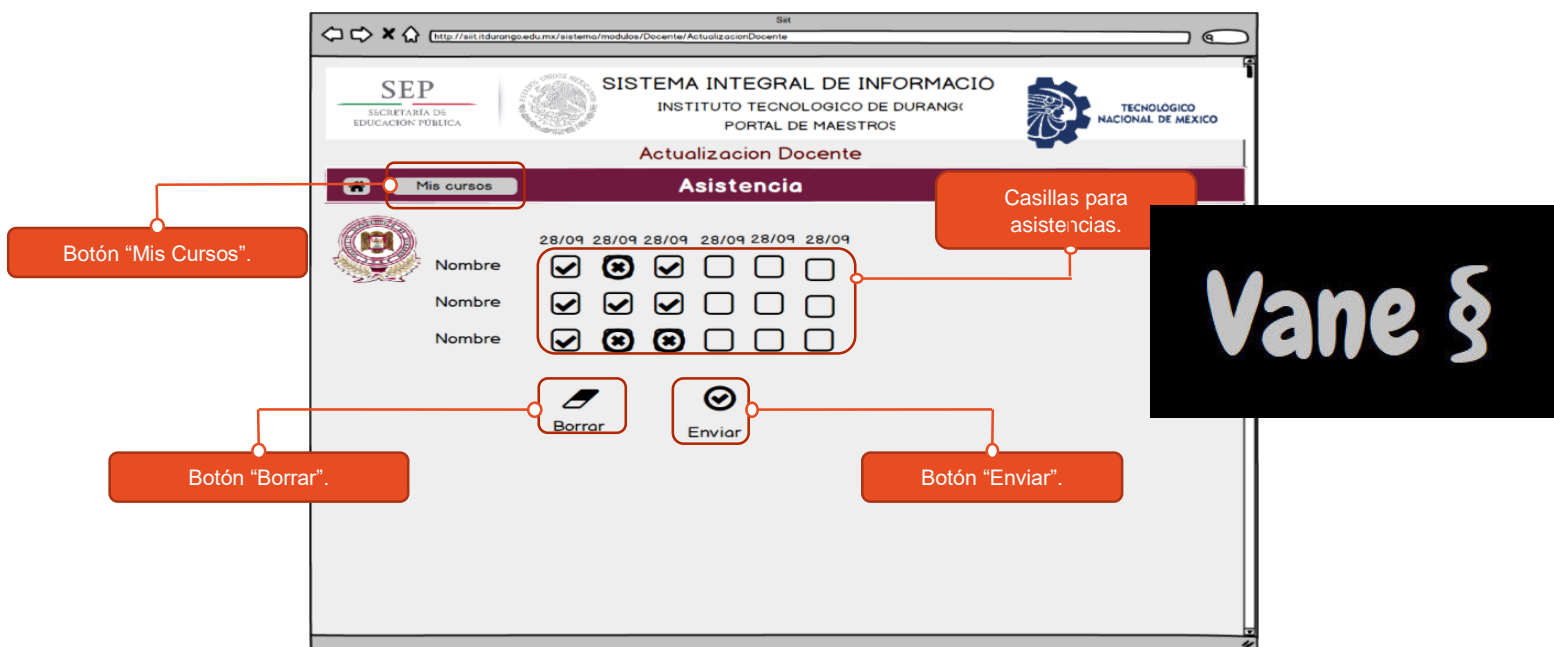 Siit
http://siit.itdurango.edu.mx/sistema/modulos/Docente/ActualizacionDocente
SEP
SECRETARÍA DE
EDUCACIÓN PÚBLICA
SISTEMA INTEGRAL DE INFORMACIÓ
INSTITUTO TECNOLOGICO DE DURANG
PORTAL DE MAESTROS
TECNOLÓGICO
NACIONAL DE MÉXICO
Actualizacion Docente
Mis cursos
Asistencia
Casillas para
asistencias.
Botón “Mis Cursos”.
28/09 28/09 28/09 28/09 28/09 28/09
Nombre
Nombre
Nombre
Vane §
Borrar
Enviar
Botón “Borrar”.
Botón “Enviar”.